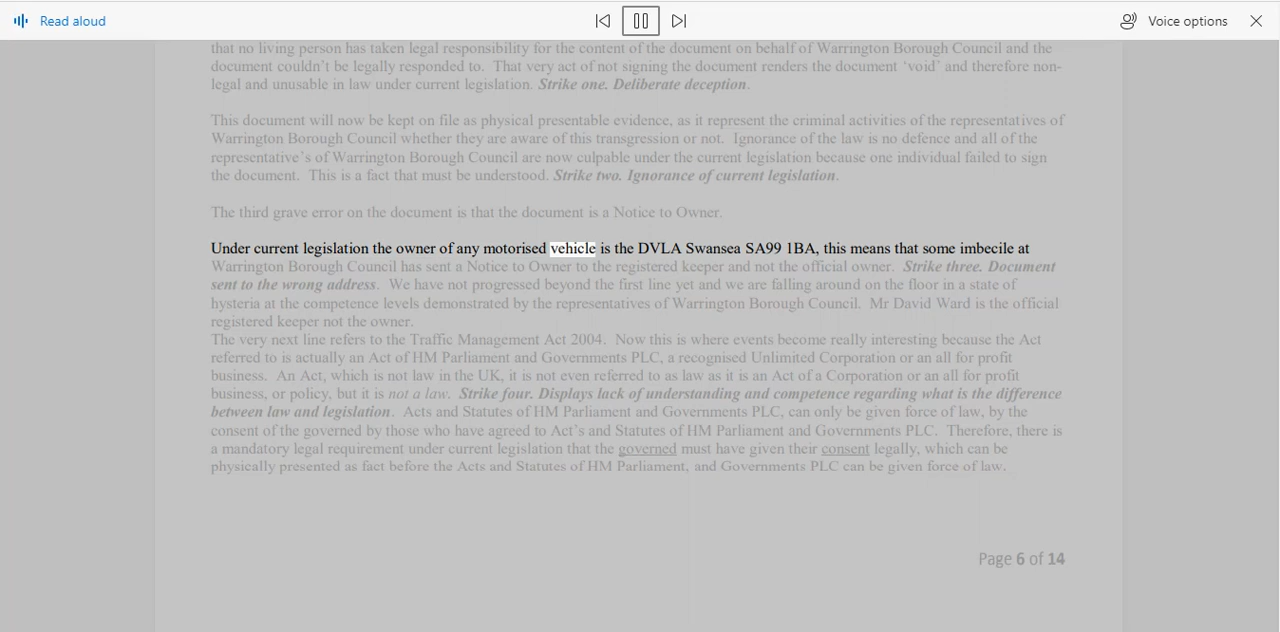 Read aloud
Voice options
that no living person has taken legal responsibility for the content of the document on behalf of Warrington Borough Council and the
document couldn't be legally responded to.  That very act of not signing the document renders the document 'void' and therefore non-
legal and unusable in law under current legislation. Strike one. Deliberate deception.
This document will now be kept on file as physical presentable evidence, as it represent the criminal activities of the representatives of
Warrington Borough Council whether they are aware of this transgression or not.  Ignorance of the law is no defence and all of the
representative's of Warrington Borough Council are now culpable under the current legislation because one individual failed to sign
the document.  This is a fact that must be understood. Strike two. Ignorance of current legislation.
The third grave error on the document is that the document is a Notice to Owner.
Under current legislation the owner of any motorised vehicle is the DVLA Swansea SA99 1BA, this means that some imbecile at
Warrington Borough Council has sent a Notice to Owner to the registered keeper and not the official owner.  Strike three. Document
sent to the wrong address.  We have not progressed beyond the first line yet and we are falling around on the floor in a state of
hysteria at the competence levels demonstrated by the representatives of Warrington Borough Council.  Mr David Ward is the official
registered keeper not the owner.
The very next line refers to the Traffic Management Act 2004.  Now this is where events become really interesting because the Act
referred to is actually an Act of HM Parliament and Governments PLC, a recognised Unlimited Corporation or an all for profit
business.  An Act, which is not law in the UK, it is not even referred to as law as it is an Act of a Corporation or an all for profit
business, or policy, but it is not a law.  Strike four. Displays lack of understanding and competence regarding what is the difference
between law and legislation.  Acts and Statutes of HM Parliament and Governments PLC, can only be given force of law, by the
consent of the governed by those who have agreed to Act's and Statutes of HM Parliament and Governments PLC.  Therefore, there is
a mandatory legal requirement under current legislation that the governed must have given their consent legally, which can be
physically presented as fact before the Acts and Statutes of HM Parliament, and Governments PLC can be given force of law.
Page 6 of 14